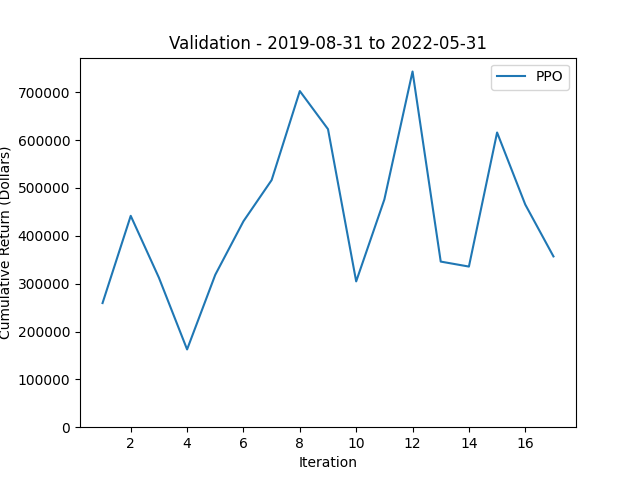 Validation - 2019-08-31 to 2022-05-31
PPO
700000
600000
500000
400000
300000
200000
100000
0
Cumulative Return (Dollars)
2 4 6 8 10 12 14 16
Iteration